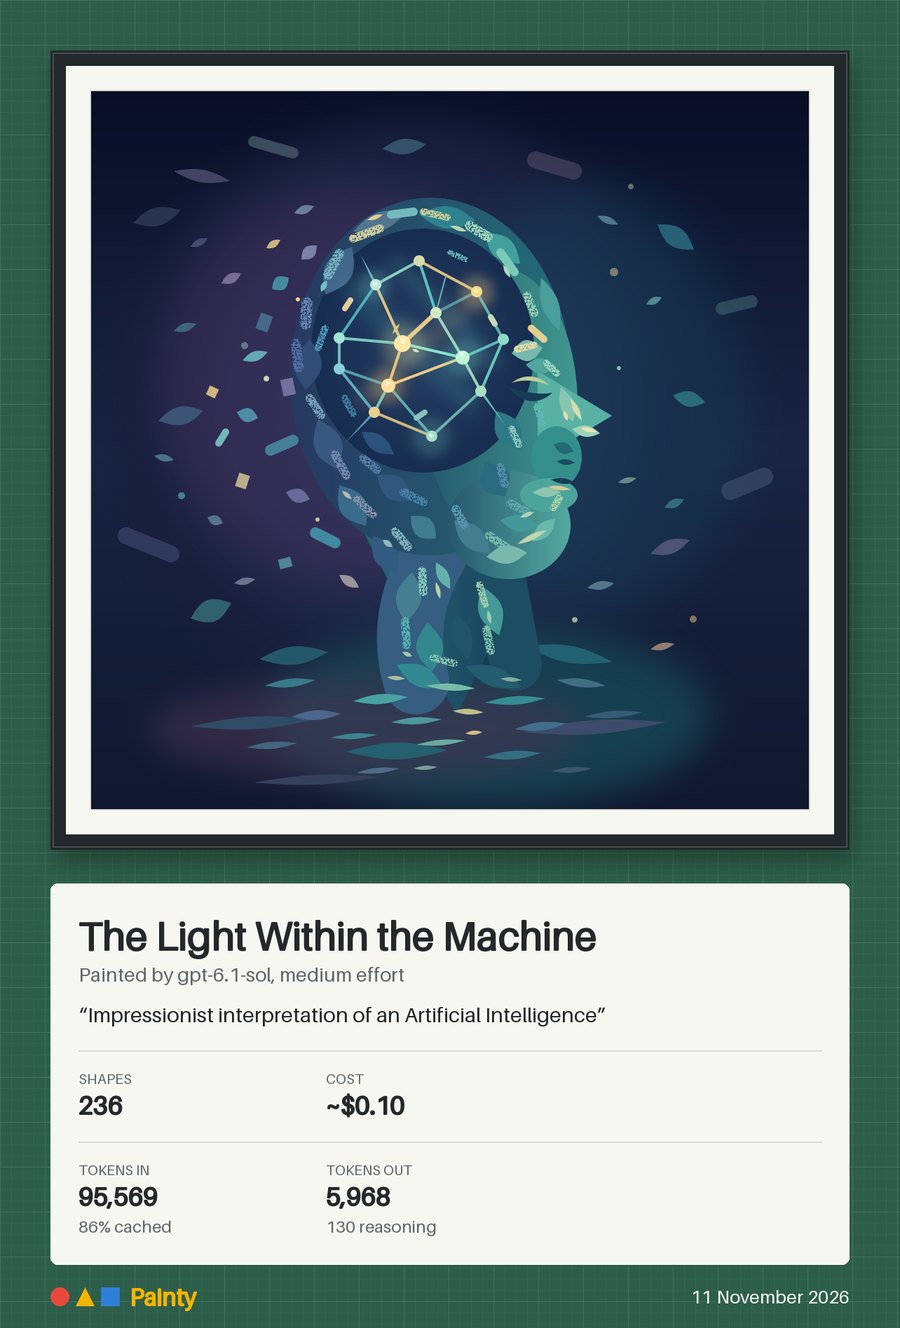 The Light Within the Machine
Painted by gpt-6.1-sol, medium effort
“Impressionist interpretation of an Artificial Intelligence”
SHAPES
236
COST
~$0.10
TOKENS IN
95,569
86% cached
TOKENS OUT
5,968
130 reasoning
Painty
11 November 2026